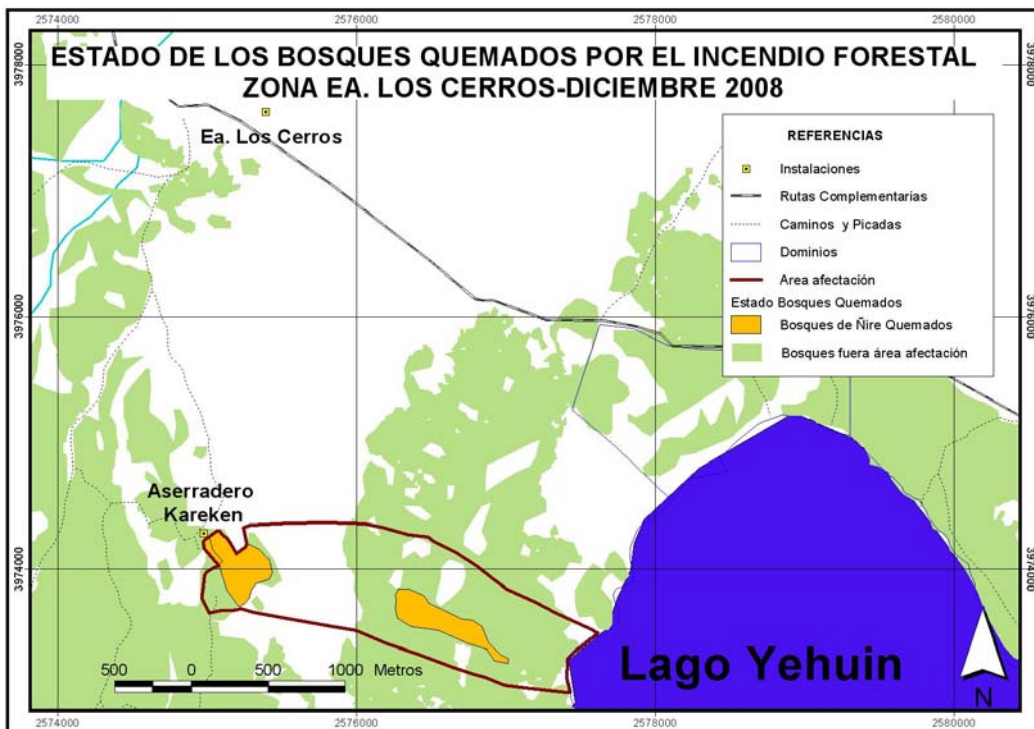 2574000 2576000 2578000 2580000
3978000 3978000
ESTADO DE LOS BOSQUES QUEMADOS POR EL INCENDIO FORESTAL
ZONA EA. LOS CERROS-DICIEMBRE 2008
Ea. Los Cerros
REFERENCIAS
Instalaciones
Rutas Complementarias
Caminos y Picadas
Dominios
Area afectación
Estado Bosques Quemados
Bosques de Ñire Quemados
Bosques fuera área afectación
3976000 3976000
Aserradero
Kareken
3974000 3974000
500 0 500 1000 Metros
Lago Yehuin
N
2574000 2576000 2578000 2580000